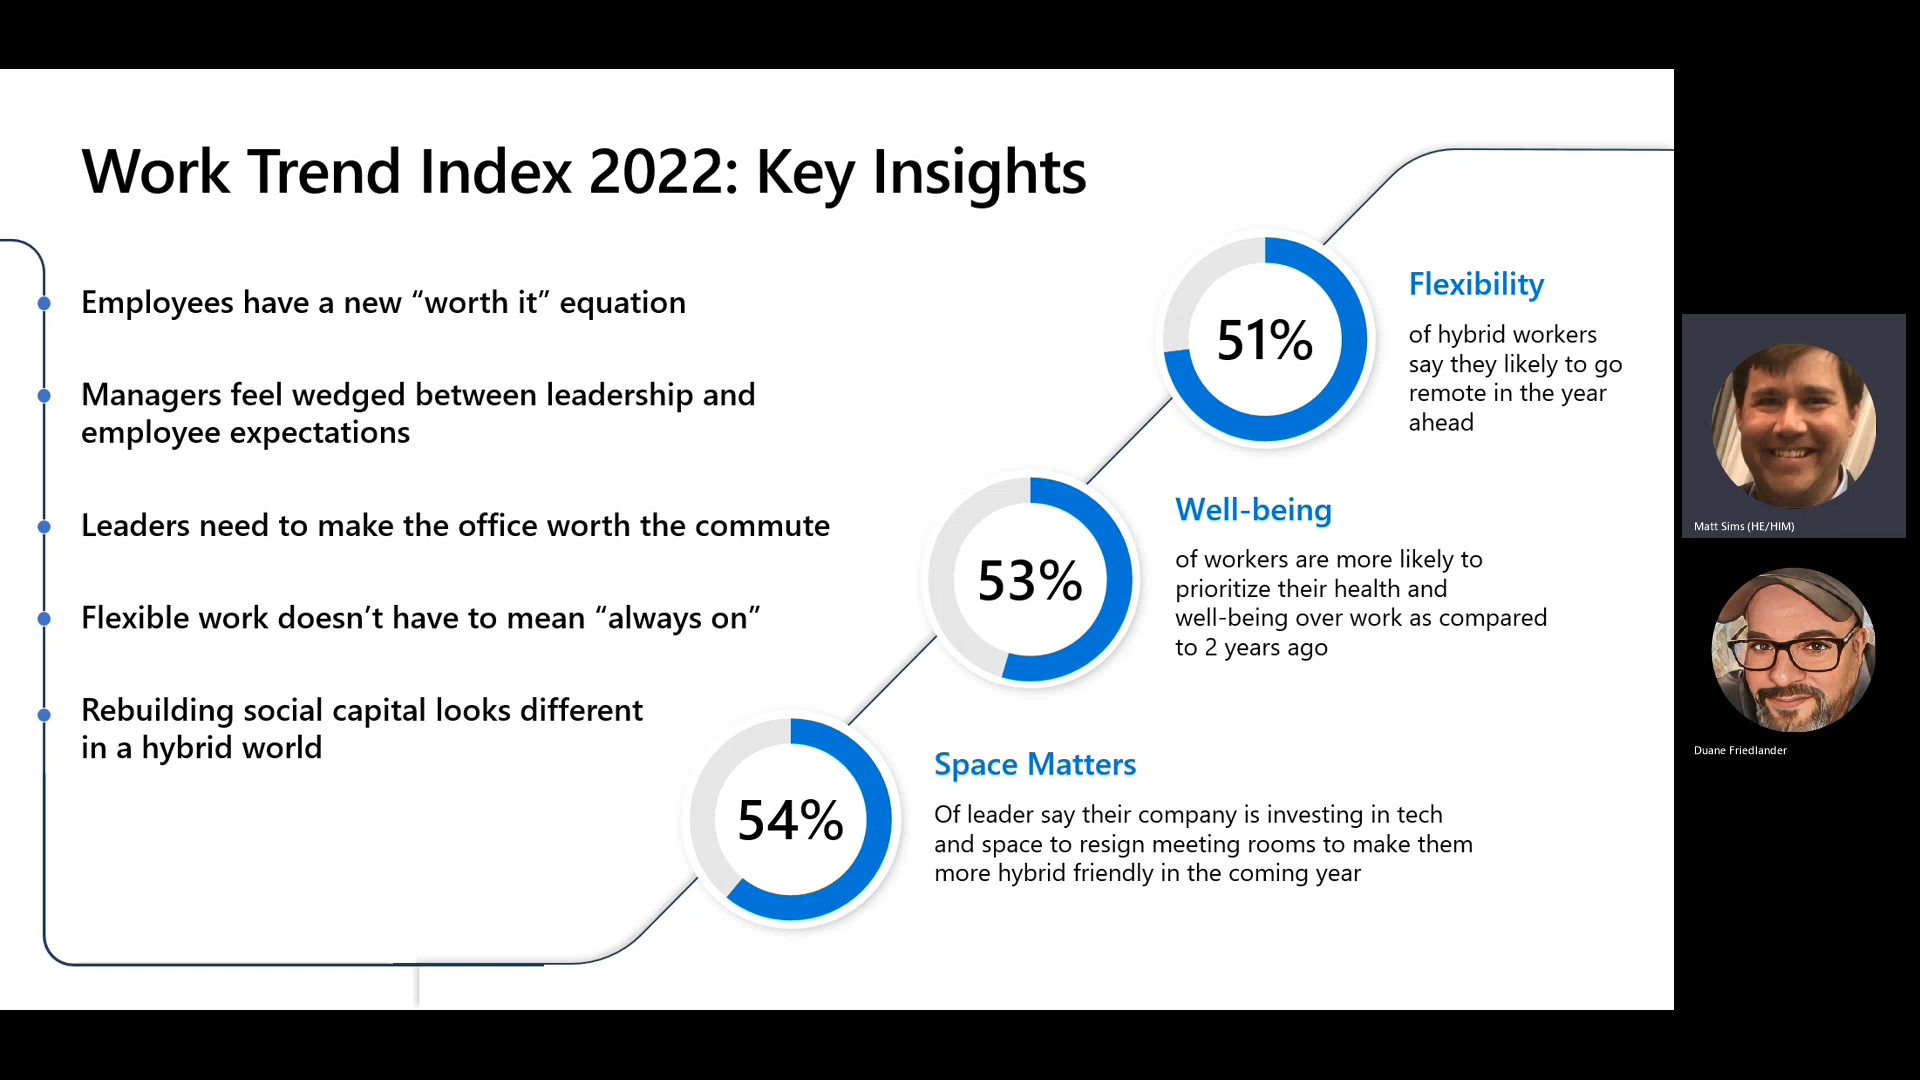 Work Trend Index 2022: Key Insights
Employees have a new “worth it” equation
Managers feel wedged between leadership and
employee expectations
Leaders need to make the office worth the commute
Flexible work doesn’t have to mean “always on”
Rebuilding social capital looks different
in a hybrid world
51%
Flexibility
of hybrid workers
say they likely to go
remote in the year
ahead
53%
Well-being
of workers are more likely to
prioritize their health and
well-being over work as compared
to 2 years ago
54%
Space Matters
Of leader say their company is investing in tech
and space to resign meeting rooms to make them
more hybrid friendly in the coming year
Matt Sims (HE/HIM)
Duane Friedlander